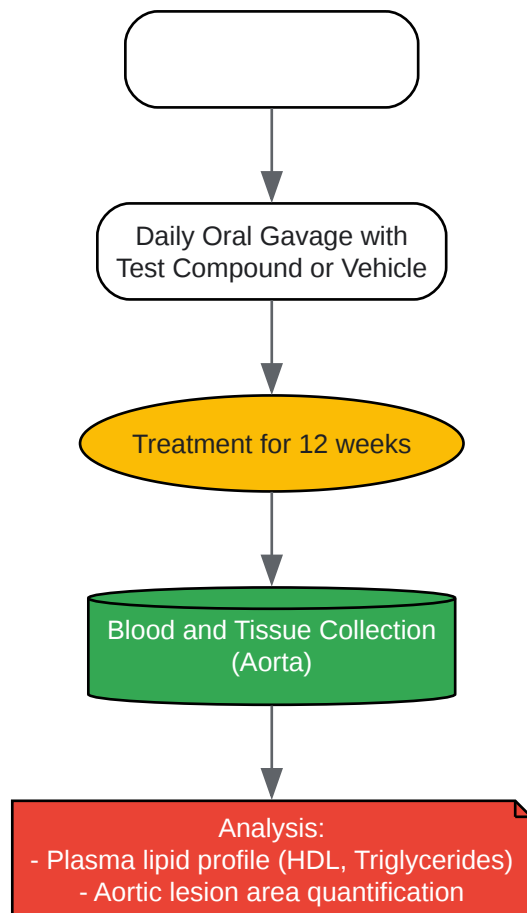 Daily Oral Gavage with
Test Compound or Vehicle
Treatment for 12 weeks
Blood and Tissue Collection
(Aorta)
Analysis:
- Plasma lipid profile (HDL, Triglycerides)
- Aortic lesion area quantification